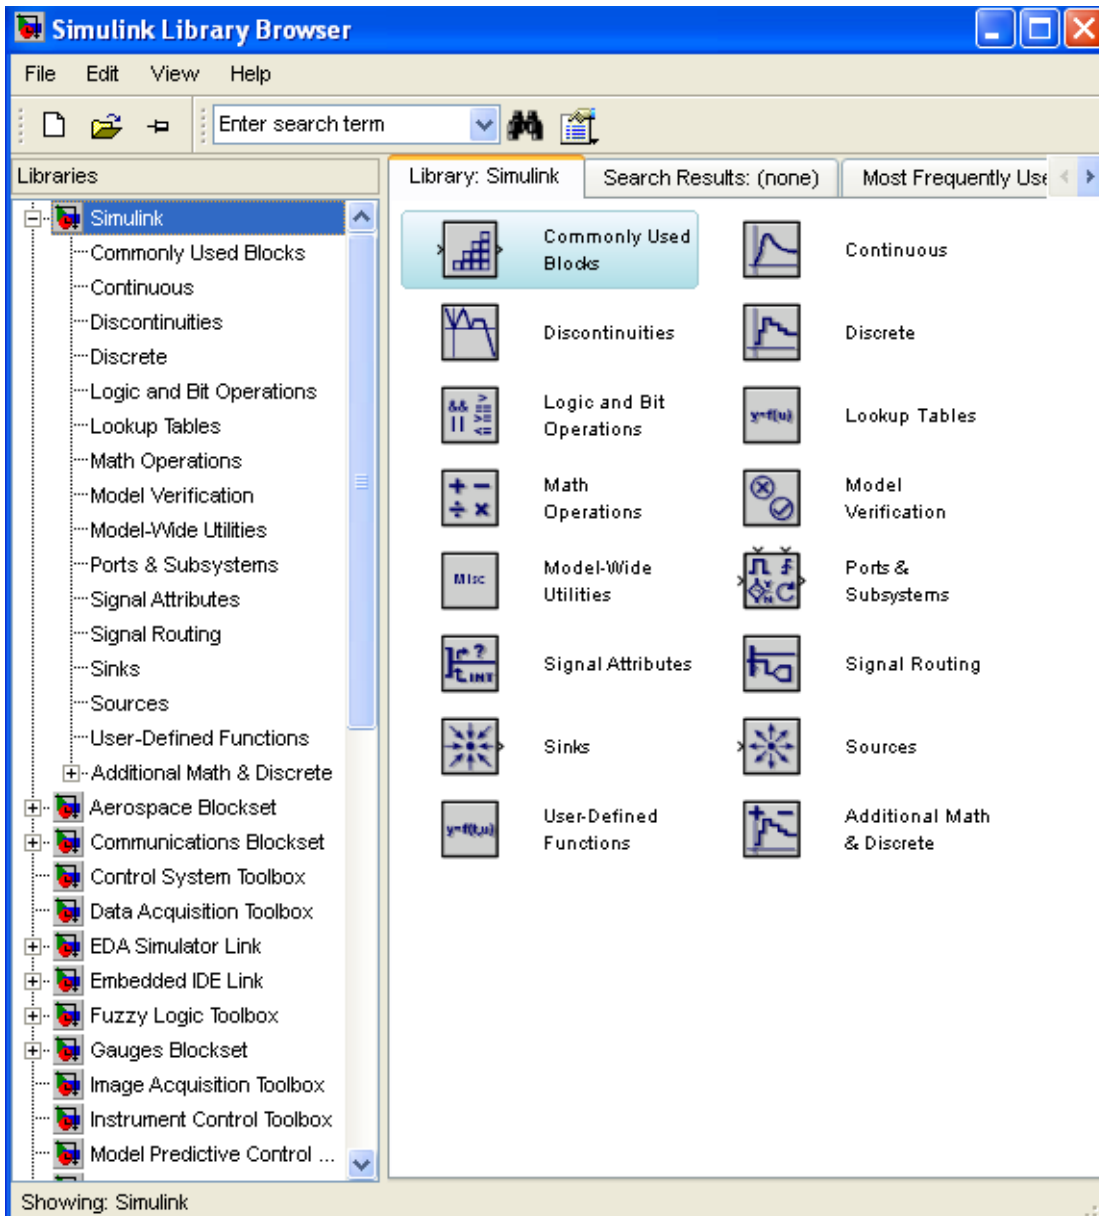 Simulink Library Browser
File Edit View Help
Enter search term
Libraries
Simulink
Commonly Used Blocks
Continuous
Discontinuities
Discrete
Logic and Bit Operations
Lookup Tables
Math Operations
Model Verification
Model-Wide Utilities
Ports & Subsystems
Signal Attributes
Signal Routing
Sinks
Sources
User-Defined Functions
Additional Math & Discrete
Aerospace Blockset
Communications Blockset
Control System Toolbox
Data Acquisition Toolbox
EDA Simulator Link
Embedded IDE Link
Fuzzy Logic Toolbox
Gauges Blockset
Image Acquisition Toolbox
Instrument Control Toolbox
Model Predictive Control ...
Library: Simulink Search Results: (none) Most Frequently Use
Commonly Used
Blocks
Continuous
Discontinuities
Discrete
&& > >=
|| >= <=
Logic and Bit
Operations
y=f(u)
Lookup Tables
+ −
÷ ×
Math
Operations
Model
Verification
Misc
Model-Wide
Utilities
Ports &
Subsystems
?
INT
Signal Attributes
Signal Routing
Sinks
Sources
y=f(t,u)
User-Defined
Functions
+ −
Additional Math
& Discrete
Showing: Simulink